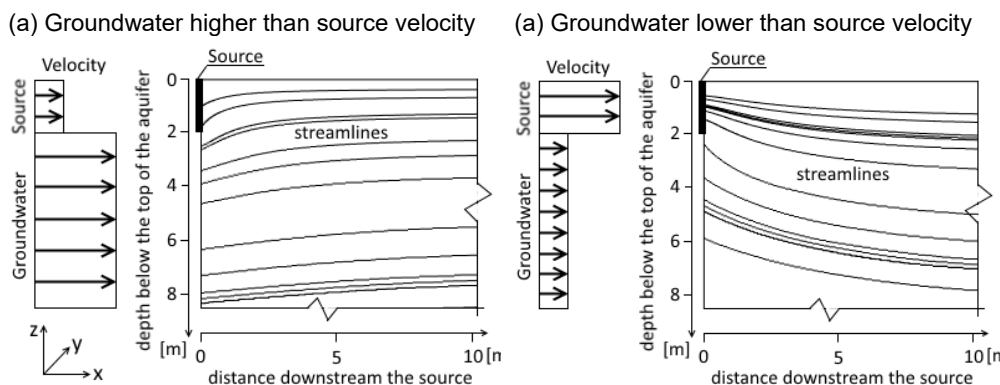 (a) Groundwater higher than source velocity
Velocity
Source
Groundwater
z
y
x
Source
streamlines
depth below the top of the aquifer
0
2
4
6
8
[m]
0
5
10 [m
distance downstream the source
(a) Groundwater lower than source velocity
Velocity
Source
Groundwater
Source
streamlines
depth below the top of the aquifer
0
2
4
6
8
[m]
0
5
10 [m
distance downstream the source